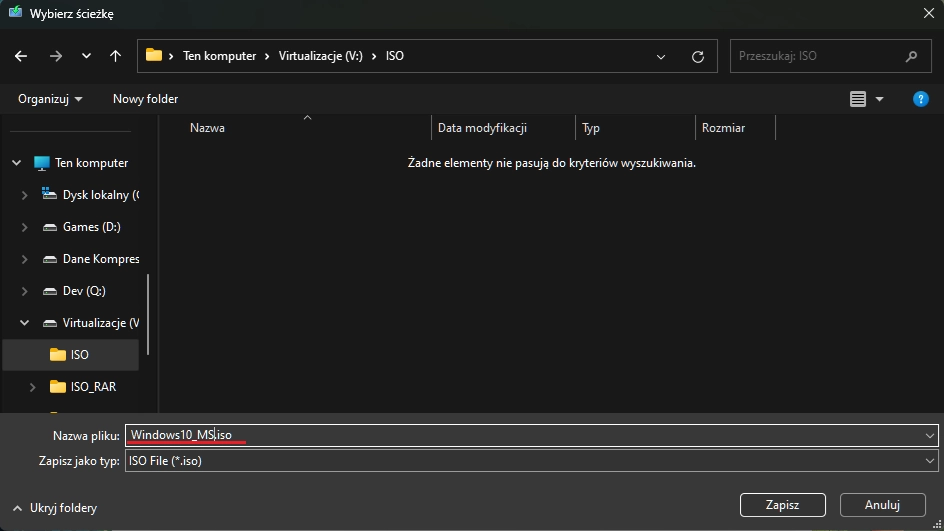 Wybierz ścieżkę
Ten komputer > Virtualizacje (V:) > ISO
Przeszukaj: ISO
Organizuj
Nowy folder
?
Nazwa
Data modyfikacji
Typ
Rozmiar
Żadne elementy nie pasują do kryteriów wyszukiwania.
Ten komputer
Dysk lokalny (
Games (D:)
Dane Kompres
Dev (Q:)
Virtualizacje (V
ISO
ISO_RAR
Nazwa pliku: Windows10_MS.iso
Zapisz jako typ: ISO File (*.iso)
Ukryj foldery
Zapisz
Anuluj